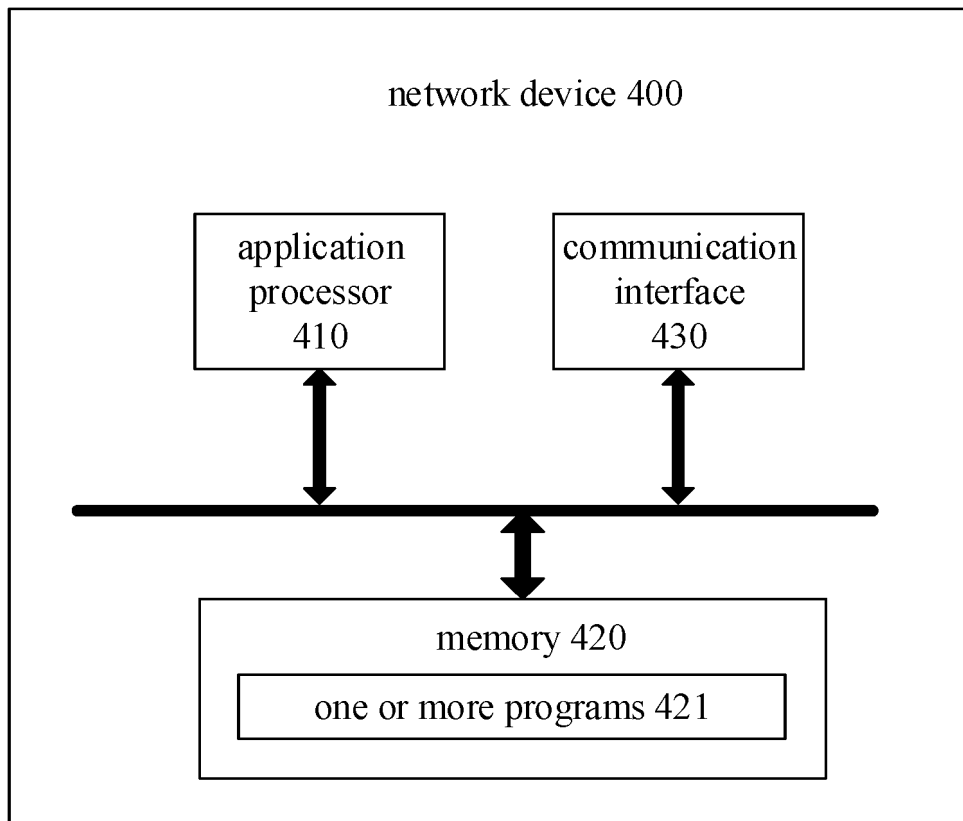 network device 400
application
processor
410
communication
interface
430
memory 420
one or more programs 421